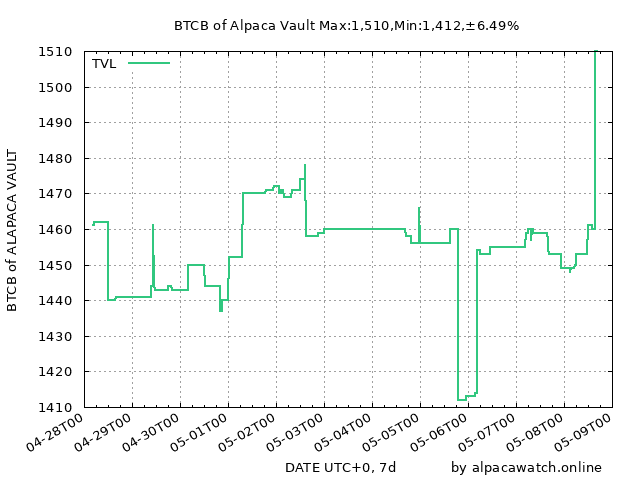 BTCB of Alpaca Vault Max:1,510,Min:1,412,±6.49%
TVL
BTCB of ALAPACA VAULT
1510
1500
1490
1480
1470
1460
1450
1440
1430
1420
1410
04-28T00
04-29T00
04-30T00
05-01T00
05-02T00
05-03T00
05-04T00
05-05T00
05-06T00
05-07T00
05-08T00
05-09T00
DATE UTC+0, 7d
by alpacawatch.online